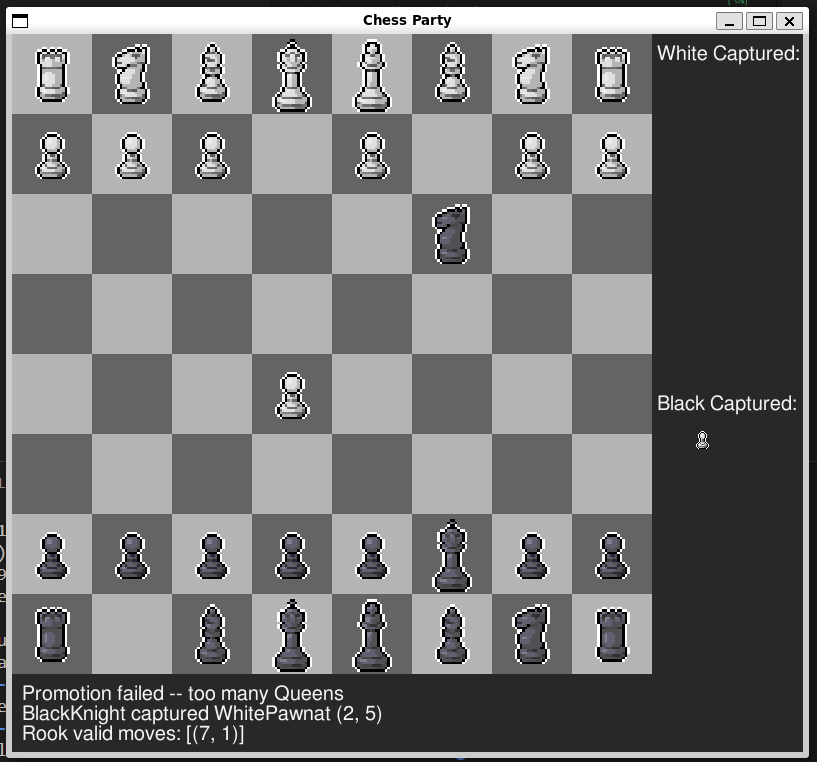 Chess Party
White Captured:
Black Captured:
Promotion failed -- too many Queens
BlackKnight captured WhitePawnat (2, 5)
Rook valid moves: [(7, 1)]